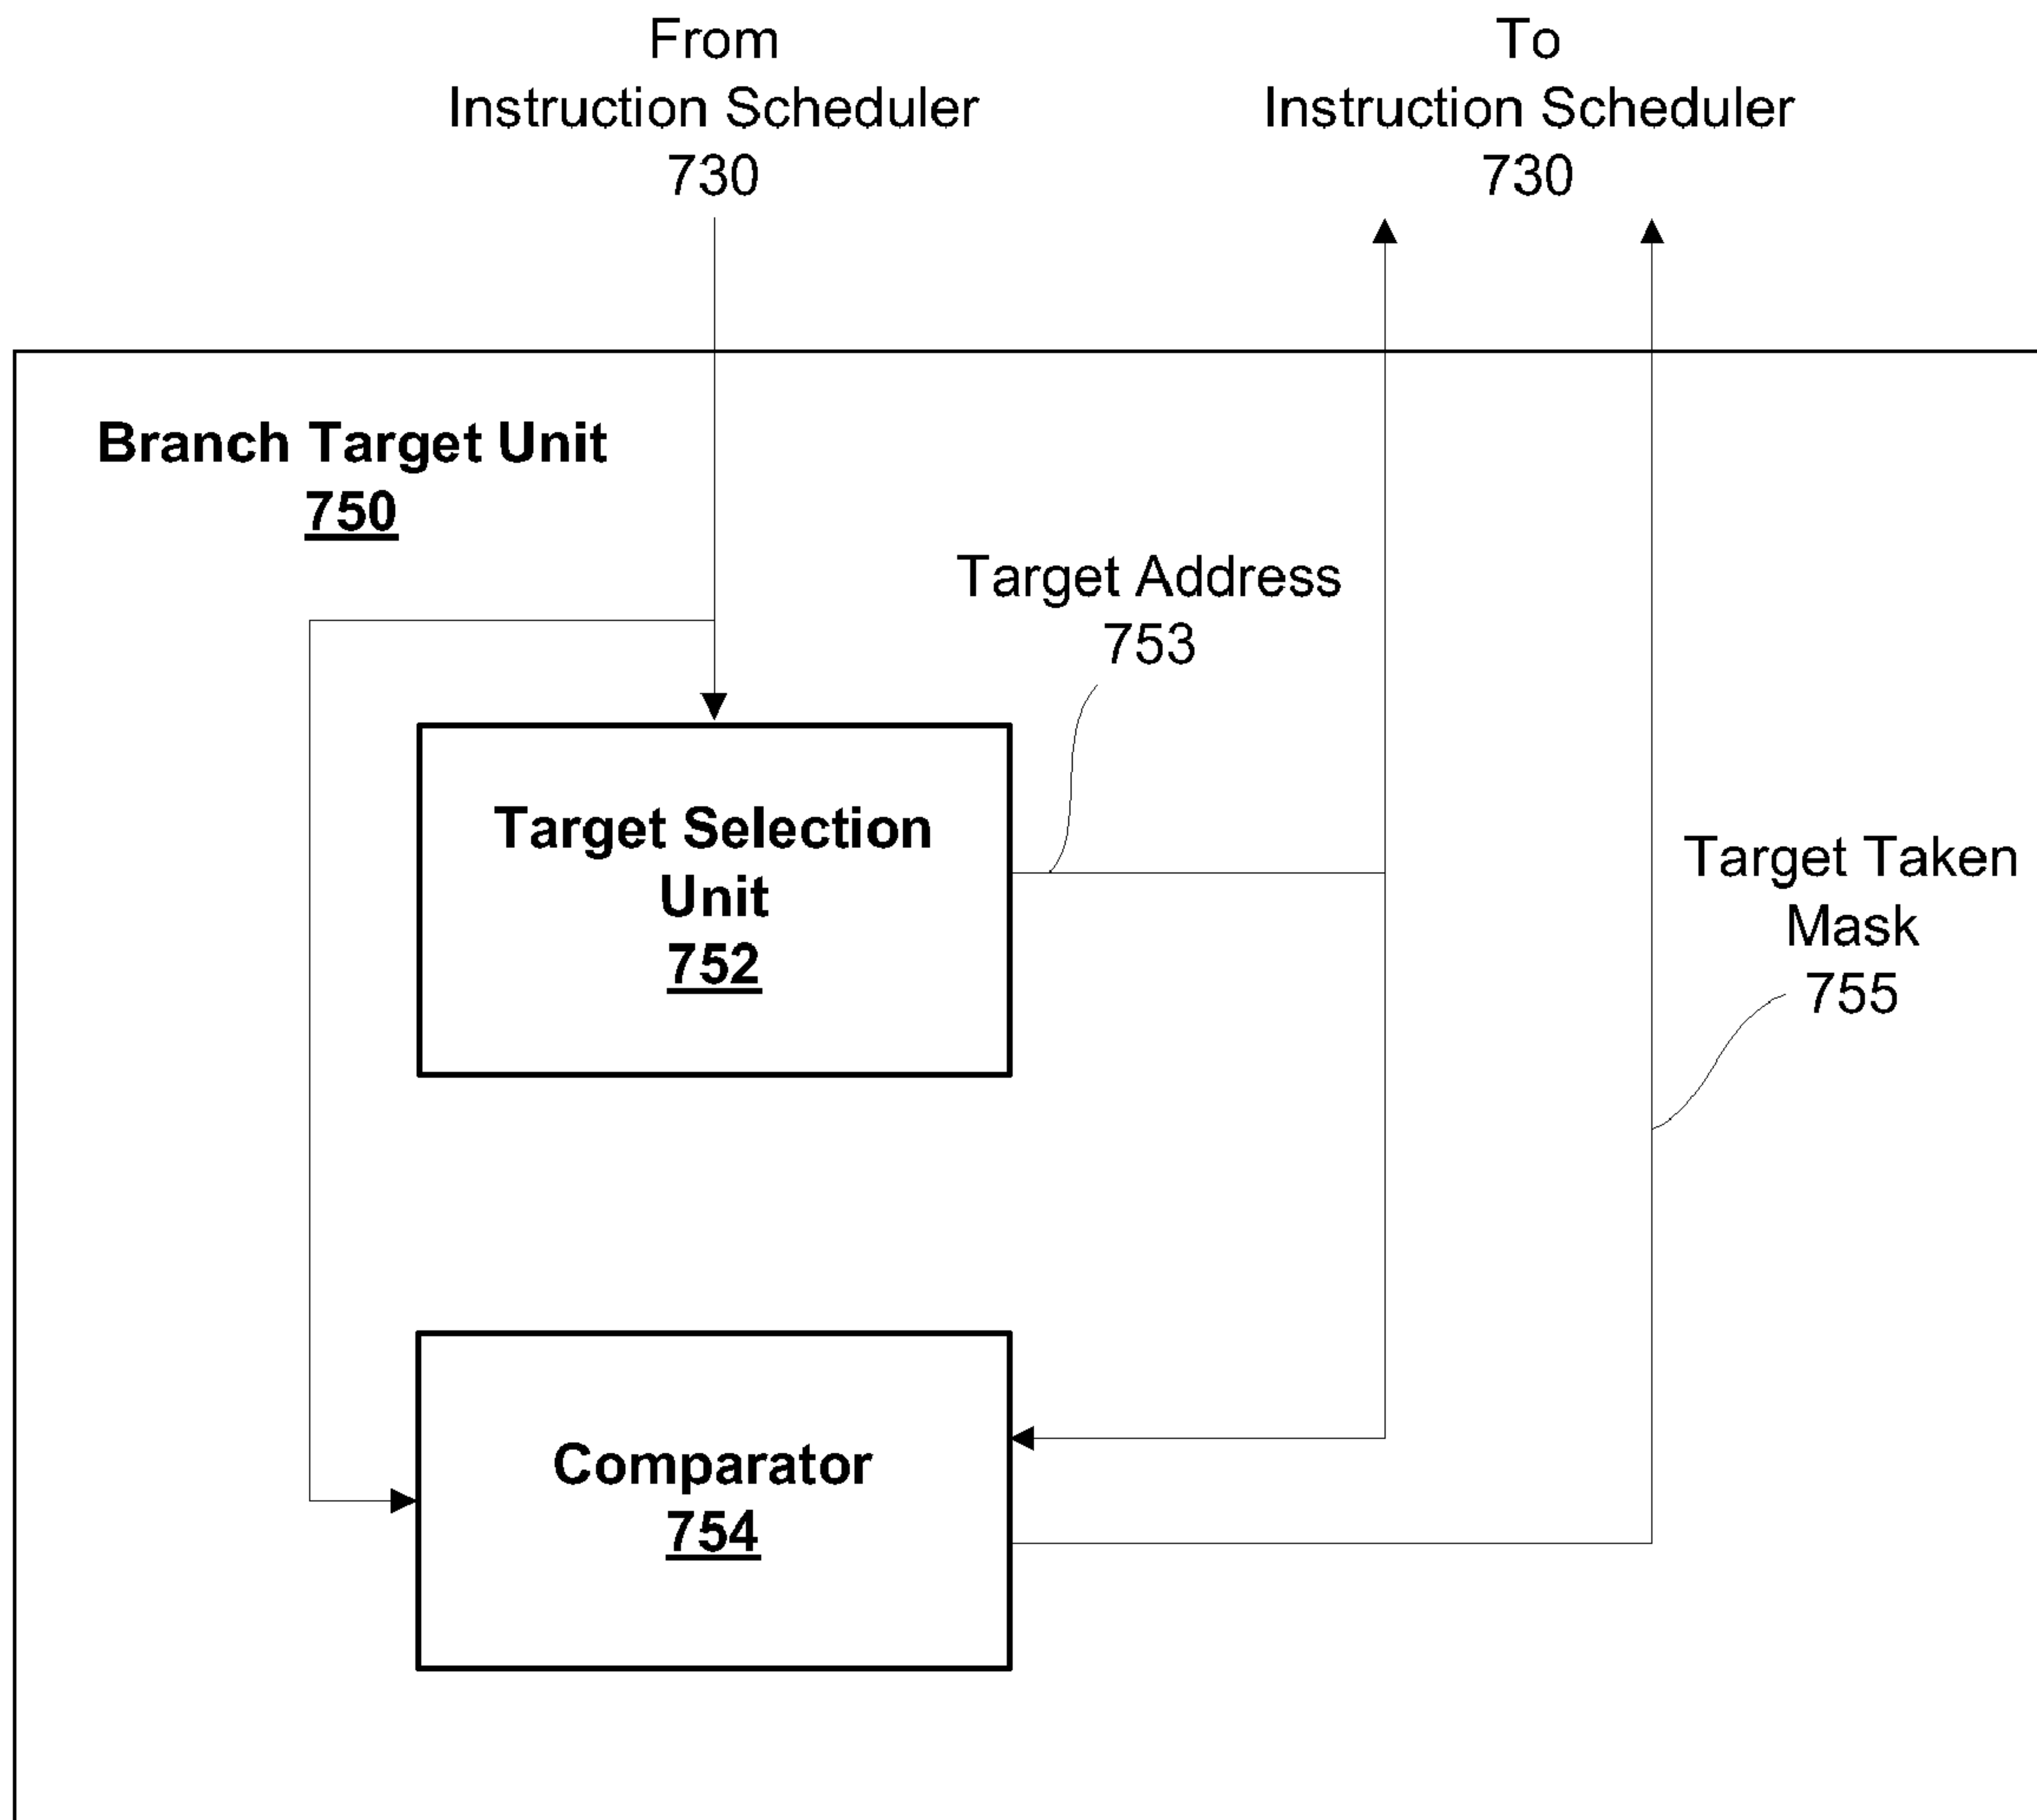 From
Instruction Scheduler
730
To
Instruction Scheduler
730
Branch Target Unit
750
Target Address
753
Target Selection
Unit
752
Target Taken
Mask
755
Comparator
754